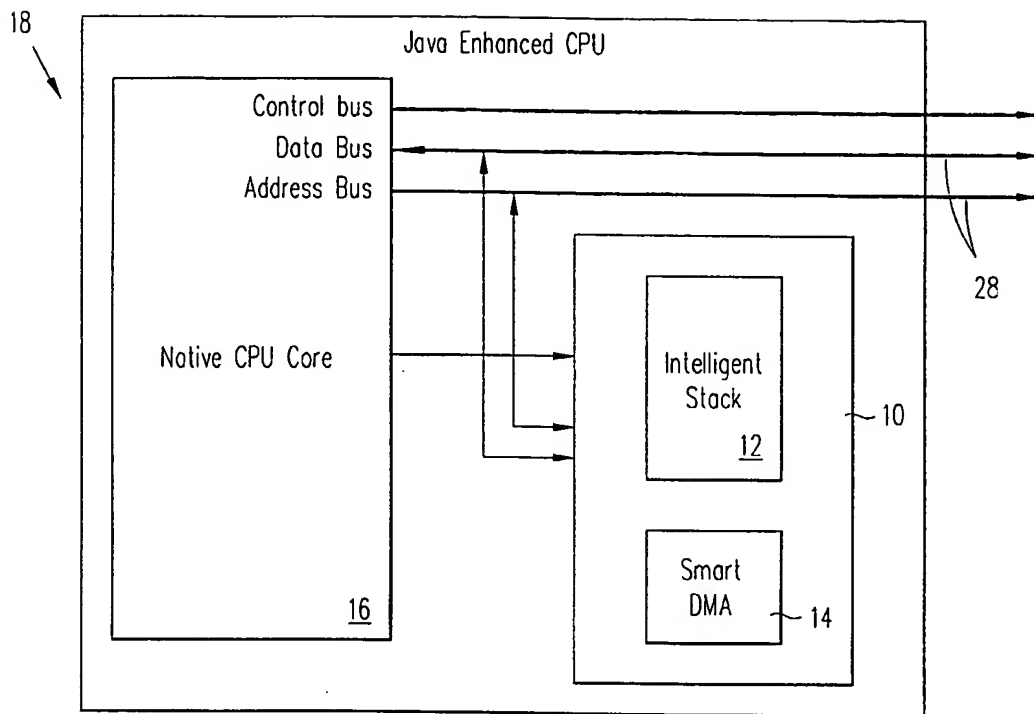 18
Java Enhanced CPU
Control bus
Data Bus
Address Bus
28
Native CPU Core
Intelligent
Stack
12
10
Smart
DMA
14
16